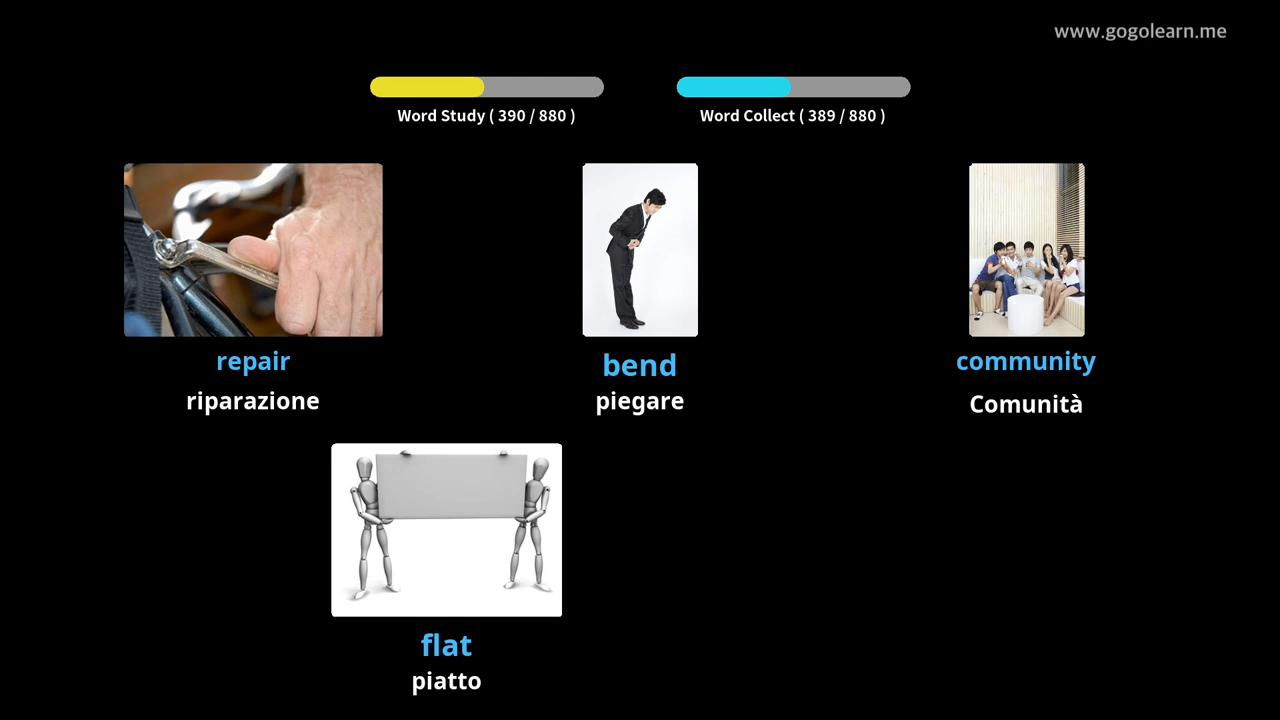 www.gogolearn.me
Word Study ( 390 / 880 )
Word Collect ( 389 / 880 )
repair
riparazione
bend
piegare
community
Comunità
flat
piatto